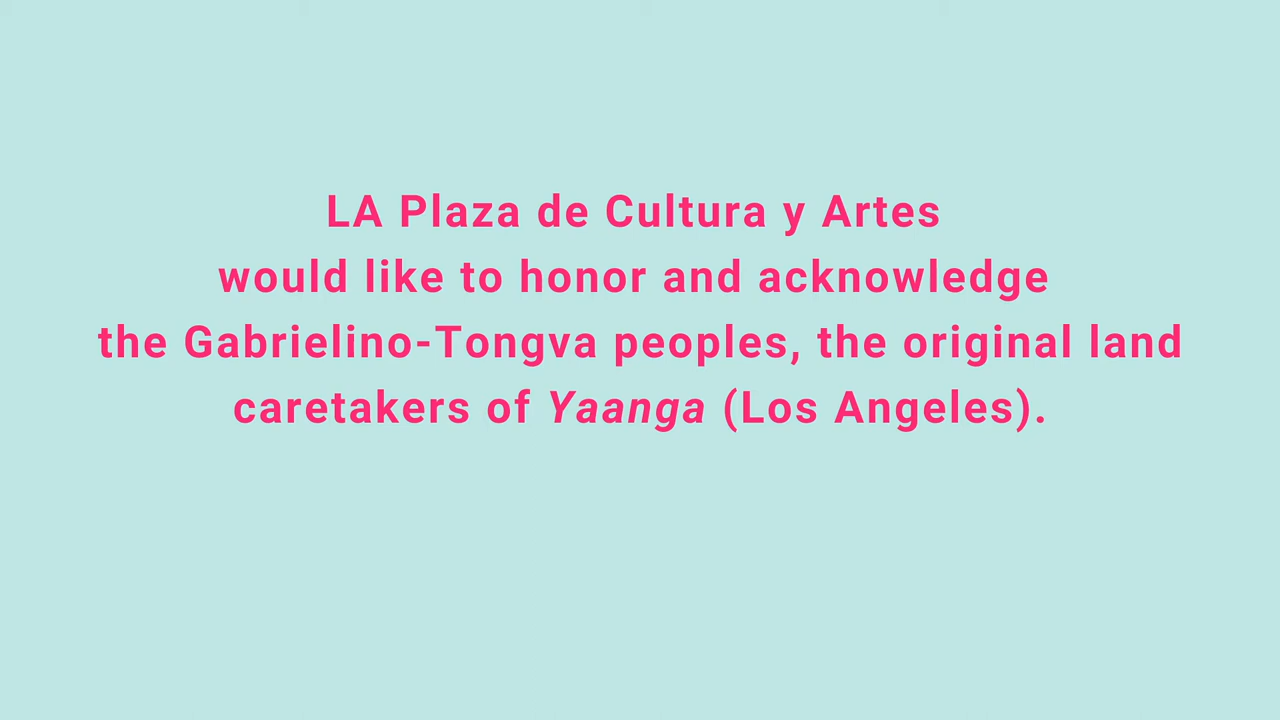 LA Plaza de Cultura y Artes
would like to honor and acknowledge
the Gabrielino-Tongva peoples, the original land
caretakers of Yaanga (Los Angeles).